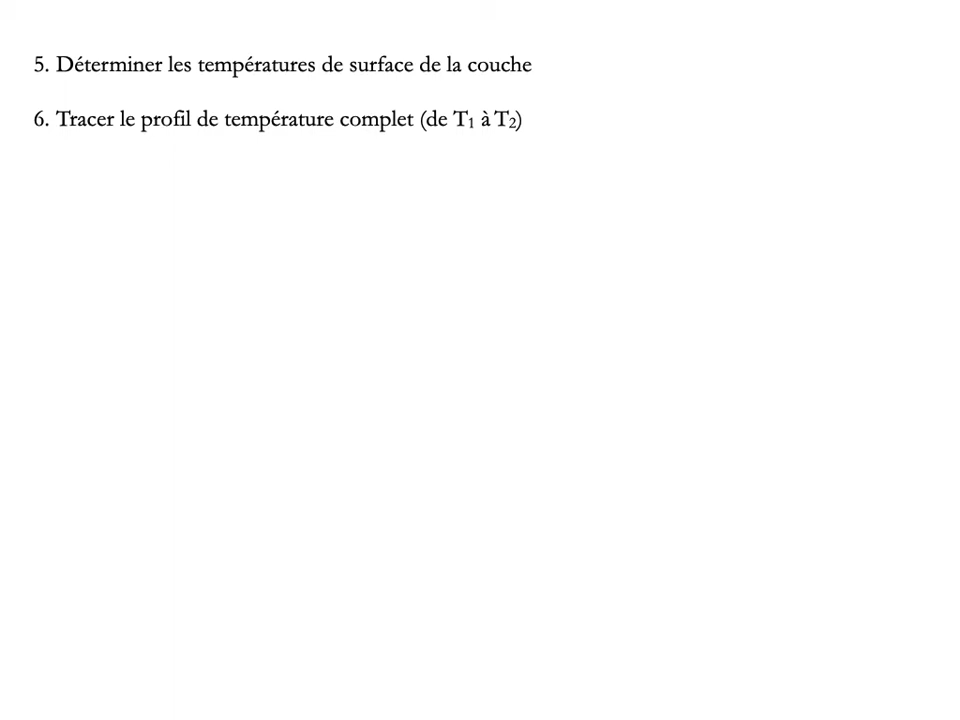 5. Déterminer les températures de surface de la couche
6. Tracer le profil de température complet (de T₁ à T₂)